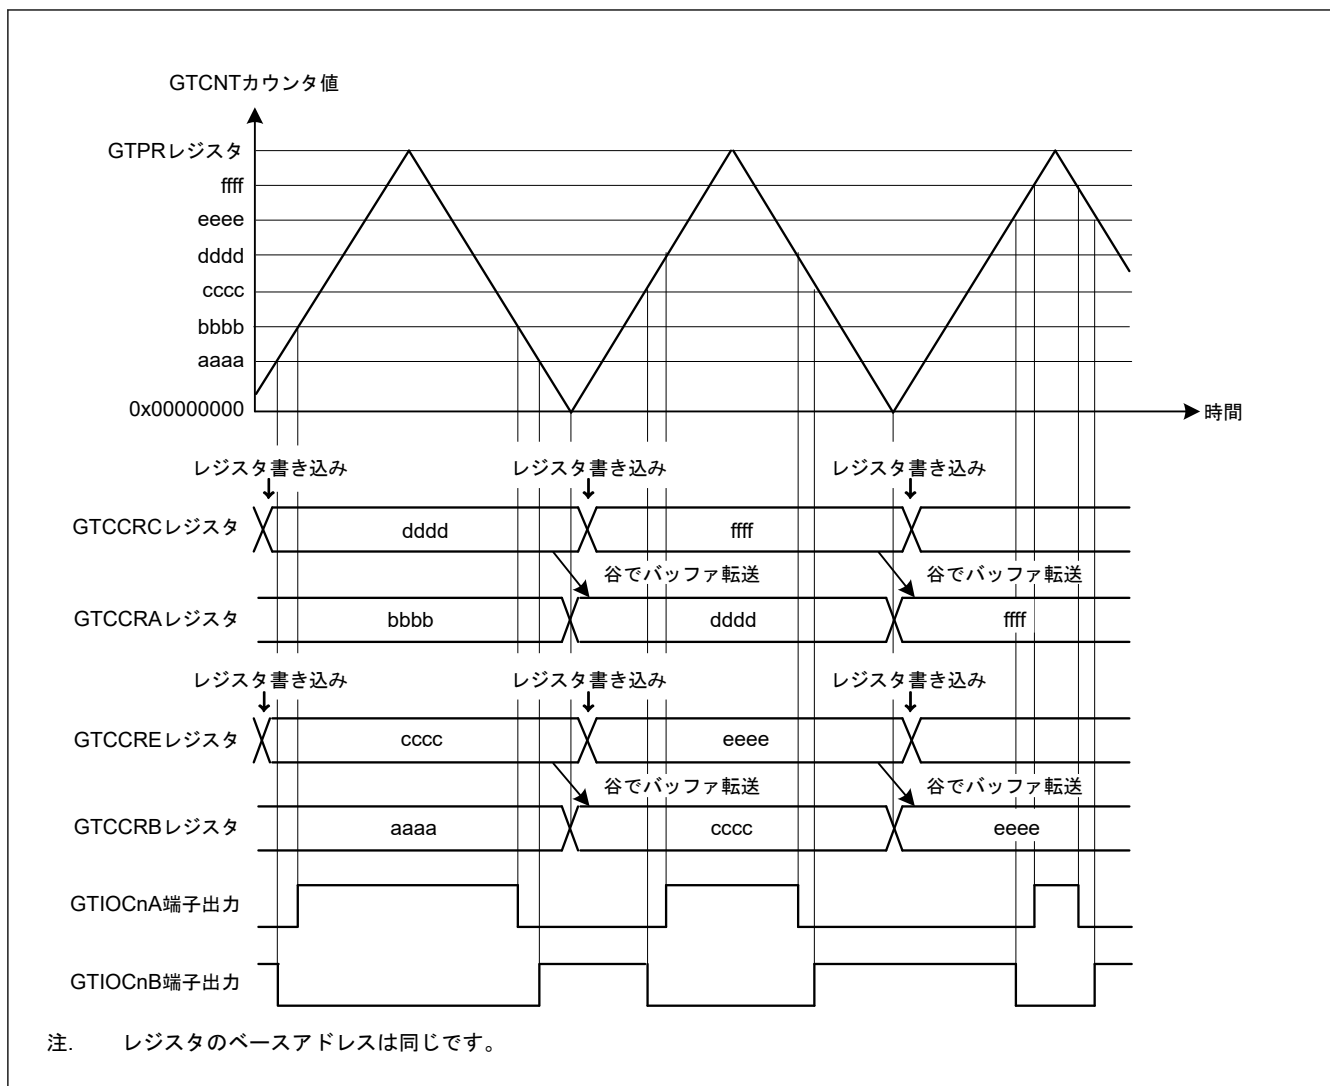 GTCNTカウンタ値
GTPRレジスタ
ffff
eeee
dddd
cccc
bbbb
aaaa
0x00000000
時間
レジスタ書き込み レジスタ書き込み レジスタ書き込み
GTCCRCレジスタ dddd ffff
谷でバッファ転送 谷でバッファ転送
GTCCRAレジスタ bbbb dddd ffff
レジスタ書き込み レジスタ書き込み レジスタ書き込み
GTCCREレジスタ cccc eeee
谷でバッファ転送 谷でバッファ転送
GTCCRBレジスタ aaaa cccc eeee
GTIOCnA端子出力
GTIOCnB端子出力
注. レジスタのベースアドレスは同じです。